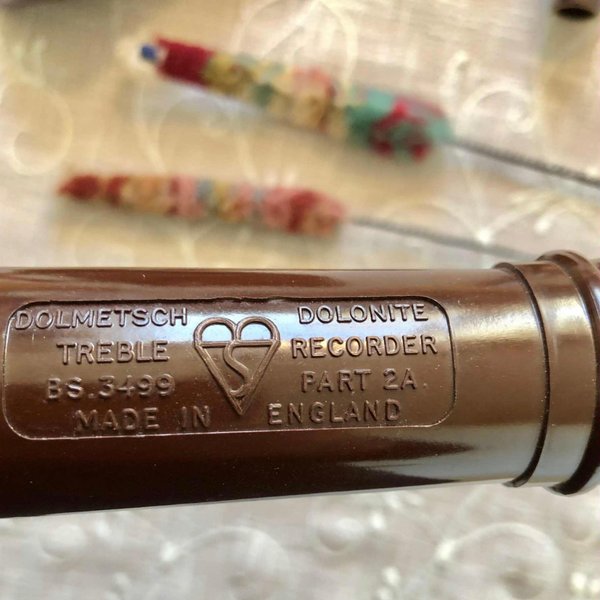 DOLMETSCH DOLONITE
TREBLE RECORDER
BS.3499 PART 2A.
MADE IN ENGLAND